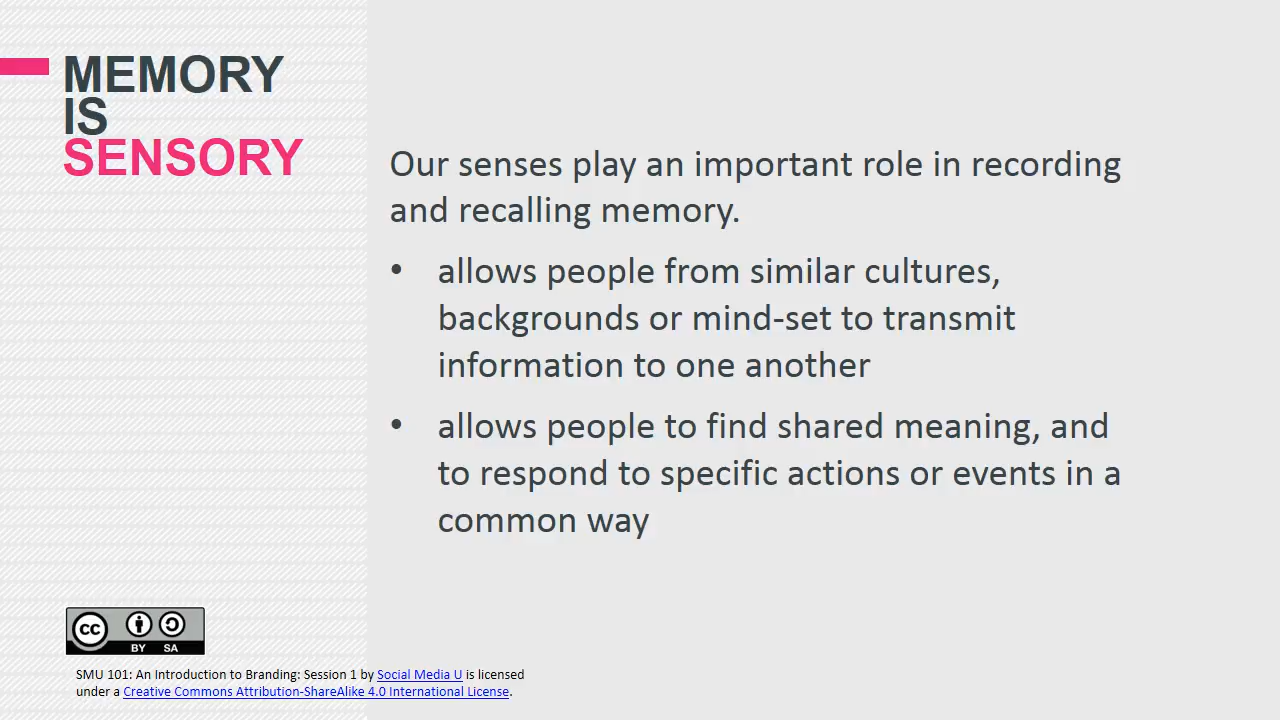 MEMORY
IS
SENSORY
Our senses play an important role in recording
and recalling memory.
• allows people from similar cultures,
backgrounds or mind-set to transmit
information to one another
• allows people to find shared meaning, and
to respond to specific actions or events in a
common way
cc
BY SA
SMU 101: An Introduction to Branding: Session 1 by Social Media U is licensed
under a Creative Commons Attribution-ShareAlike 4.0 International License.